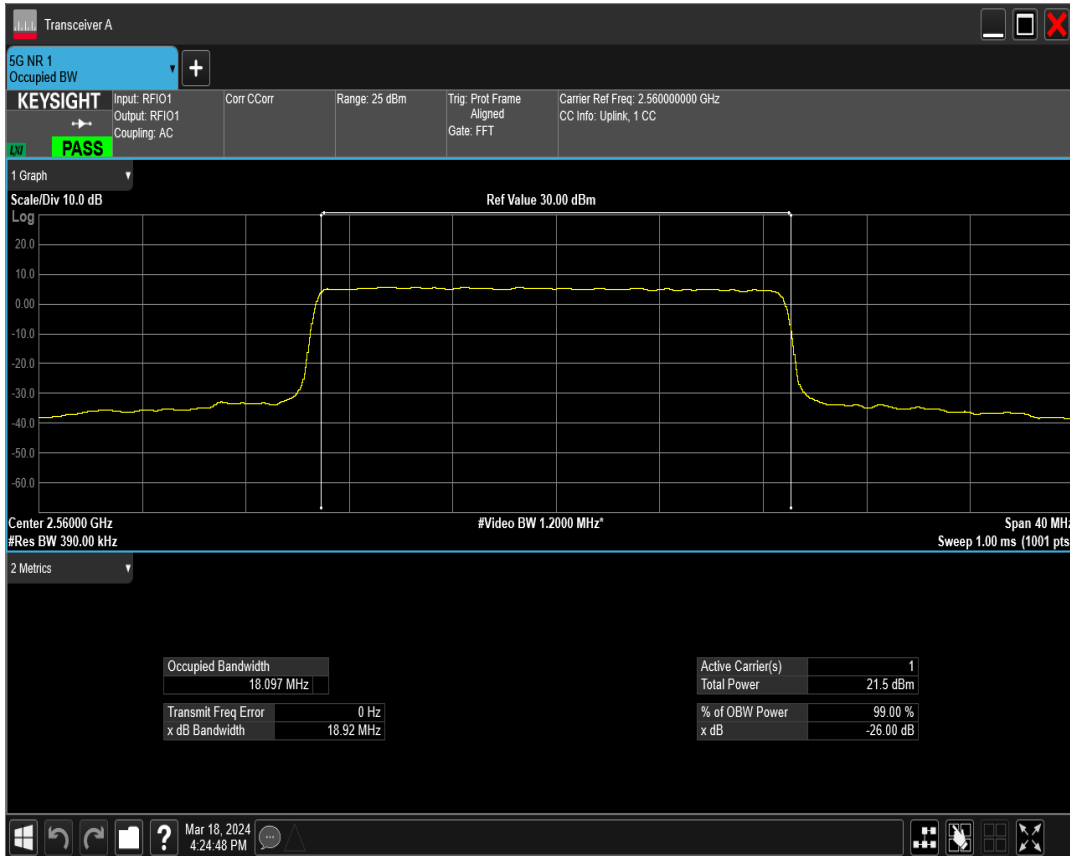 Transceiver A
5G NR 1
Occupied BW
KEYSIGHT
LXI
PASS
Input: RFIO1
Output: RFIO1
Coupling: AC
Corr CCorr
Range: 25 dBm
Trig: Prot Frame
Aligned
Gate: FFT
Carrier Ref Freq: 2.560000000 GHz
CC Info: Uplink, 1 CC
1 Graph
Scale/Div 10.0 dB
Ref Value 30.00 dBm
Log
20.0
10.0
0.00
-10.0
-20.0
-30.0
-40.0
-50.0
-60.0
Center 2.56000 GHz
#Video BW 1.2000 MHz*
Span 40 MHz
#Res BW 390.00 kHz
Sweep 1.00 ms (1001 pts
2 Metrics
Occupied Bandwidth
18.097 MHz
Transmit Freq Error 0 Hz
x dB Bandwidth 18.92 MHz
Active Carrier(s) 1
Total Power 21.5 dBm
% of OBW Power 99.00 %
x dB -26.00 dB
Mar 18, 2024
4:24:48 PM